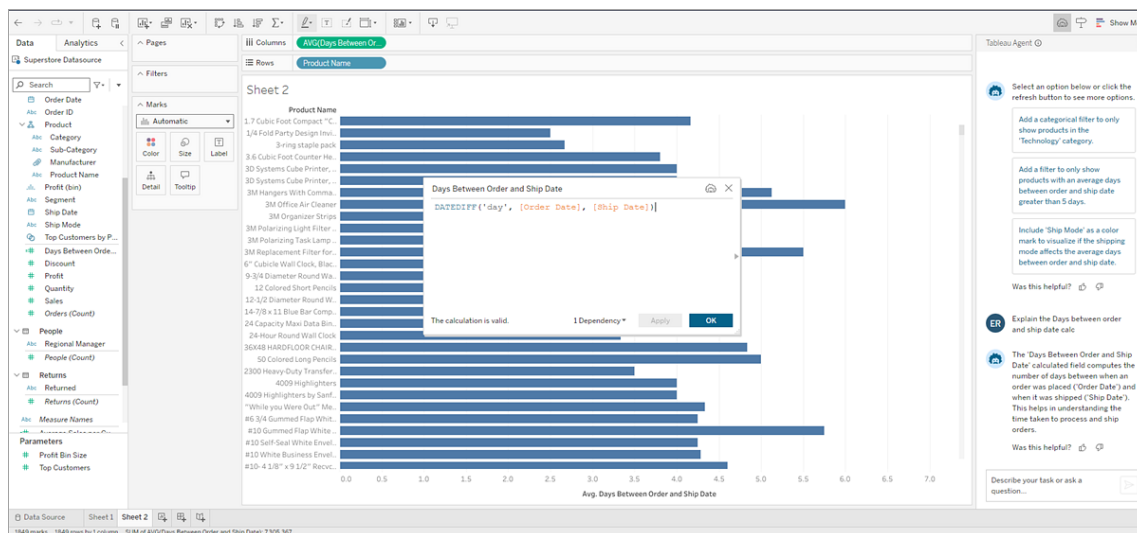 Show M
Data
Analytics
Superstore Datasource
Search
Order Date
Abc Order ID
Product
Abc Category
Abc Sub-Category
Manufacturer
Abc Product Name
Profit (bin)
Abc Segment
Ship Date
Abc Ship Mode
Top Customers by P...
Days Between Orde...
Discount
Profit
Quantity
Sales
Orders (Count)
People
Abc Regional Manager
People (Count)
Returns
Abc Returned
Returns (Count)
Abc Measure Names
Parameters
Profit Bin Size
Top Customers
Pages
Filters
Marks
Automatic
Color
Size
Label
Detail
Tooltip
Columns
AVG(Days Between Or...
Rows
Product Name
Sheet 2
Product Name
1.7 Cubic Foot Compact "C..
1/4 Fold Party Design Invi..
3-ring staple pack
3.6 Cubic Foot Counter He..
3D Systems Cube Printer, ..
3D Systems Cube Printer, ..
3M Hangers With Comma..
3M Office Air Cleaner
3M Organizer Strips
3M Polarizing Light Filter ..
3M Polarizing Task Lamp ..
3M Replacement Filter for..
6" Cubicle Wall Clock, Blac..
9-3/4 Diameter Round Wa..
12 Colored Short Pencils
12-1/2 Diameter Round W..
14-7/8 x 11 Blue Bar Comp..
24 Capacity Maxi Data Bin..
24-Hour Round Wall Clock
36X48 HARDFLOOR CHAIR..
50 Colored Long Pencils
2300 Heavy-Duty Transfer..
4009 Highlighters
4009 Highlighters by Sanf..
"While you Were Out" Me..
#6 3/4 Gummed Flap Whit..
#10 Gummed Flap White ..
#10 Self-Seal White Envel..
#10 White Business Envel..
#10- 4 1/8" x 9 1/2" Recyc..
0.0 0.5 1.0 1.5 2.0 2.5 3.0 3.5 4.0 4.5 5.0 5.5 6.0 6.5 7.0
Avg. Days Between Order and Ship Date
Days Between Order and Ship Date
DATEDIFF('day', [Order Date], [Ship Date])
The calculation is valid.
1 Dependency
Apply
OK
Tableau Agent
Select an option below or click the
refresh button to see more options.
Add a categorical filter to only
show products in the
'Technology' category.
Add a filter to only show
products with an average days
between order and ship date
greater than 5 days.
Include 'Ship Mode' as a color
mark to visualize if the shipping
mode affects the average days
between order and ship date.
Was this helpful?
ER
Explain the Days between order
and ship date calc
The 'Days Between Order and Ship
Date' calculated field computes the
number of days between when an
order was placed ('Order Date') and
when it was shipped ('Ship Date').
This helps in understanding the
time taken to process and ship
orders.
Was this helpful?
Describe your task or ask a
question...
Data Source
Sheet 1
Sheet 2